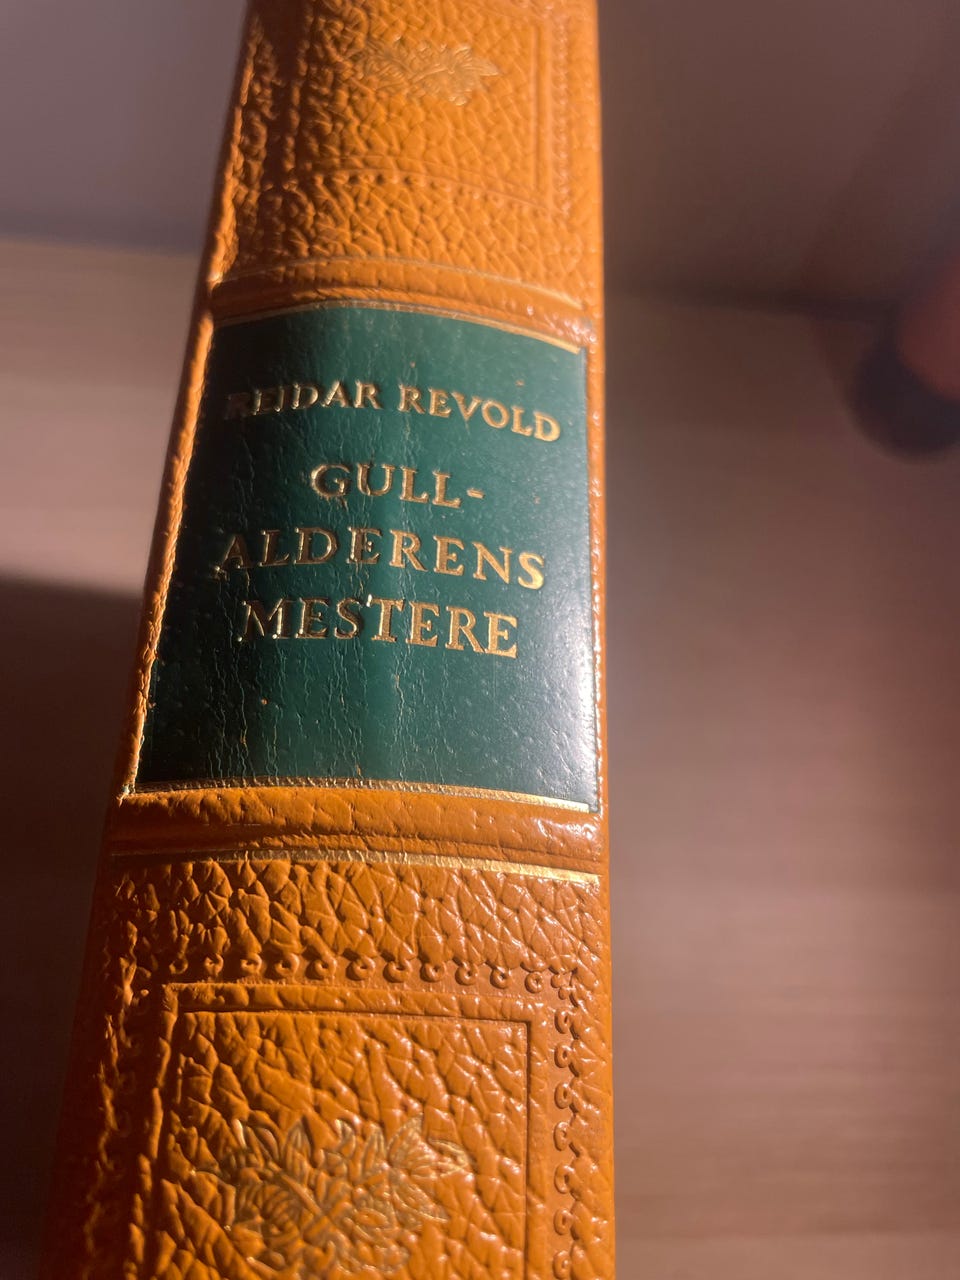 REIDAR REVOLD
GULL-
ALDERENS
MESTERE